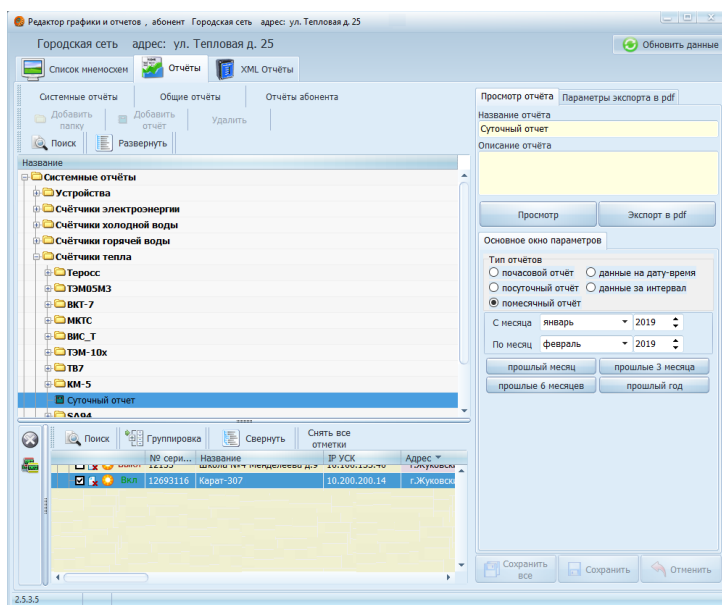 Редактор графики и отчетов , абонент Городская сеть адрес: ул. Тепловая д. 25
Городская сеть адрес: ул. Тепловая д. 25
Обновить данные
Список мнемосхем
Отчёты
XML Отчёты
Системные отчёты
Общие отчёты
Отчёты абонента
Добавить папку
Добавить отчёт
Удалить
Поиск
Развернуть
Название
Системные отчёты
Устройства
Счётчики электроэнергии
Счётчики холодной воды
Счётчики горячей воды
Счётчики тепла
Теросс
ТЭМ05М3
ВКТ-7
МКТС
ВИС_Т
ТЭМ-10х
ТВ7
КМ-5
Суточный отчет
SA94
Просмотр отчёта
Параметры экспорта в pdf
Название отчёта
Суточный отчет
Описание отчёта
Просмотр
Экспорт в pdf
Основное окно параметров
Тип отчётов
почасовой отчёт
данные на дату-время
посуточный отчёт
данные за интервал
помесячный отчёт
С месяца январь 2019
По месяц февраль 2019
прошлый месяц
прошлые 3 месяца
прошлые 6 месяцев
прошлый год
Поиск
Группировка
Свернуть
Снять все отметки
№ сери... Название IP УСК Адрес
Вкл 12693116 Карат-307 10.200.200.14 г.Жуковск
Сохранить все
Сохранить
Отменить
2.5.3.5